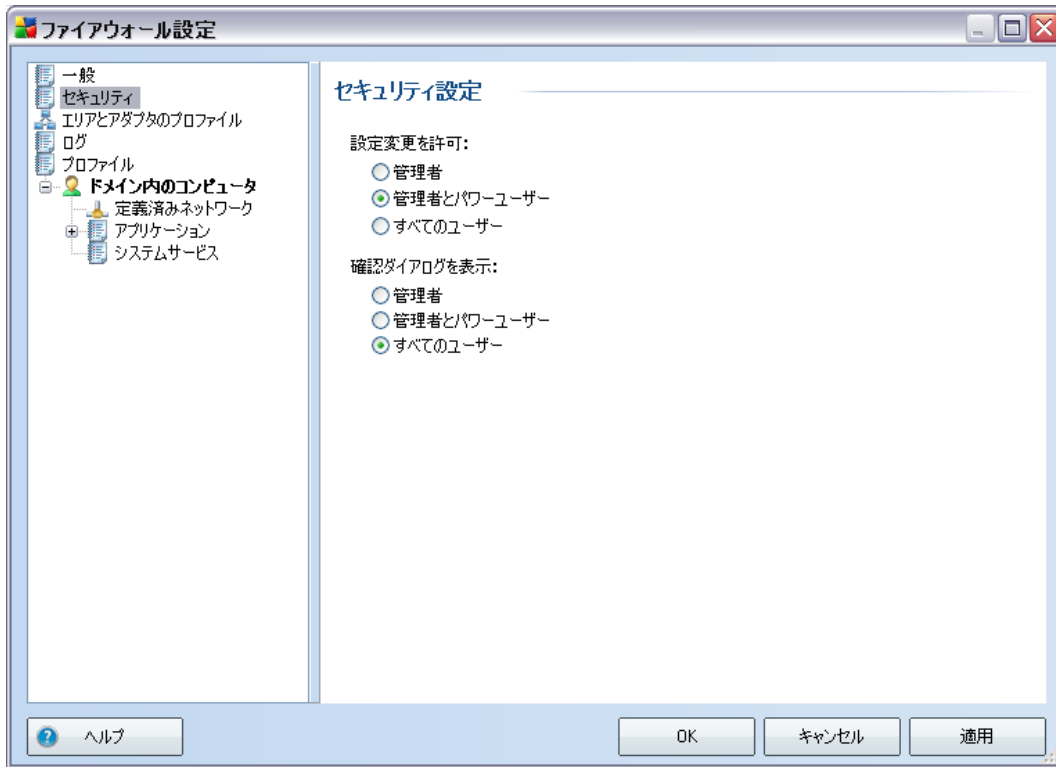 ファイアウォール設定
一般
セキュリティ
エリアとアダプタのプロファイル
ログ
プロファイル
ドメイン内のコンピュータ
定義済みネットワーク
アプリケーション
システムサービス
セキュリティ設定
設定変更を許可:
管理者
管理者とパワーユーザー
すべてのユーザー
確認ダイアログを表示:
管理者
管理者とパワーユーザー
すべてのユーザー
ヘルプ
OK
キャンセル
適用